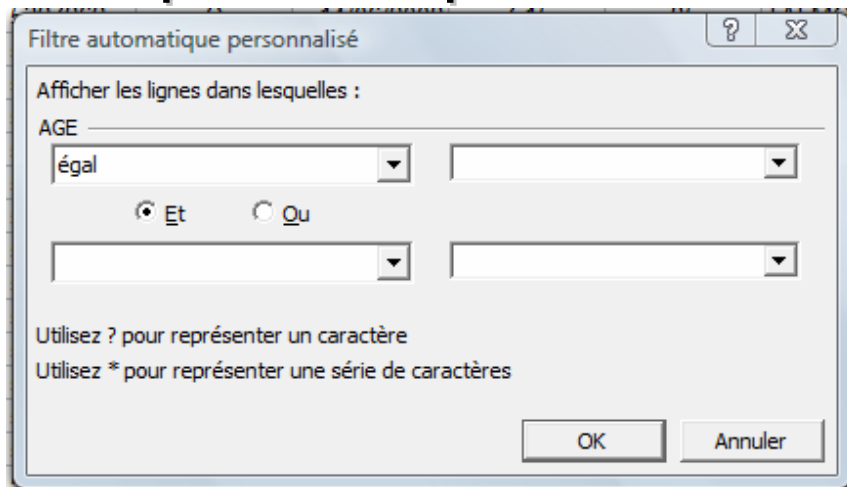 Filtre automatique personnalisé
?
Afficher les lignes dans lesquelles :
AGE
égal
Et Ou
Utilisez ? pour représenter un caractère
Utilisez * pour représenter une série de caractères
OK Annuler